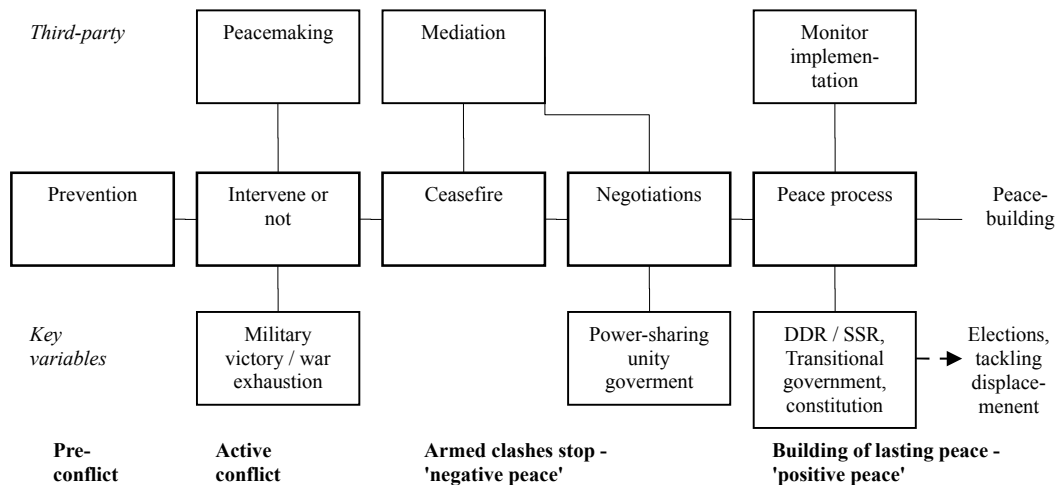 Third-party
Peacemaking
Mediation
Monitor
implemen-
tation
Prevention
Intervene or
not
Ceasefire
Negotiations
Peace process
Peace-
building
Key
variables
Military
victory / war
exhaustion
Power-sharing
unity
goverment
DDR / SSR,
Transitional
government,
constitution
Elections,
tackling
displace-
menent
Pre-
conflict
Active
conflict
Armed clashes stop -
'negative peace'
Building of lasting peace -
'positive peace'